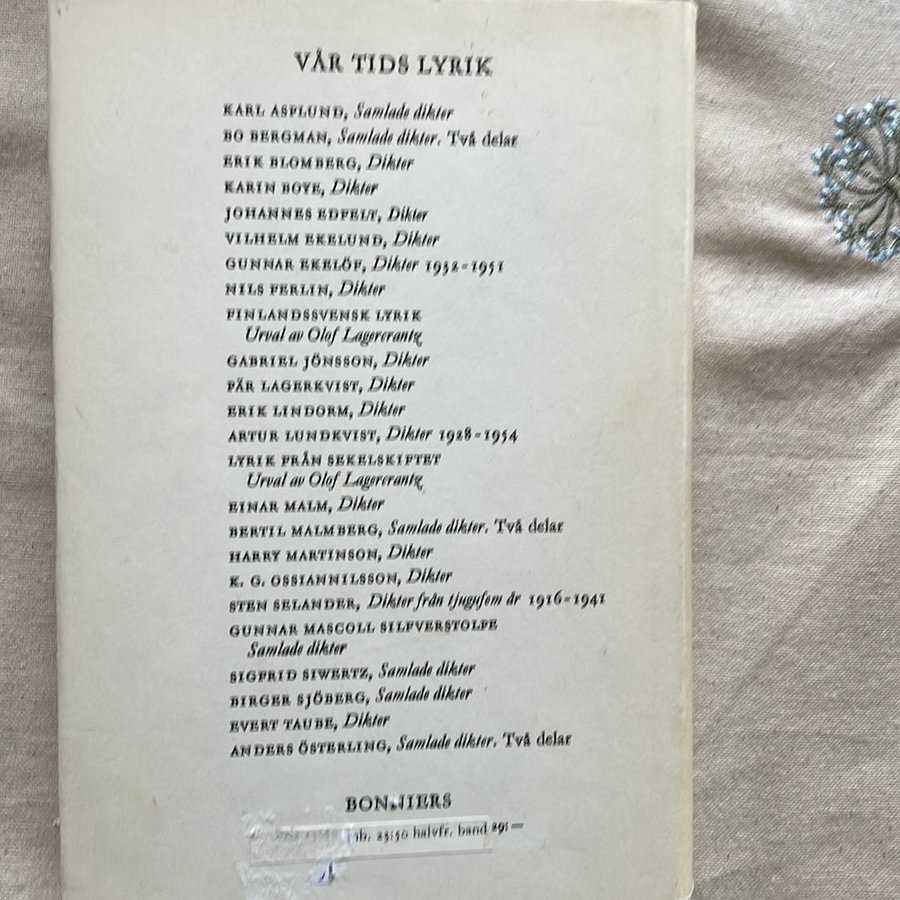 VÅR TIDS LYRIK
KARL ASPLUND, Samlade dikter
BO BERGMAN, Samlade dikter. Två delar
ERIK BLOMBERG, Dikter
KARIN BOYE, Dikter
JOHANNES EDFELT, Dikter
VILHELM EKELUND, Dikter
GUNNAR EKELÖF, Dikter 1932-1951
NILS FERLIN, Dikter
FINLANDSSVENSK LYRIK
Urval av Olof Lagercrantz
GABRIEL JÖNSSON, Dikter
PÄR LAGERKVIST, Dikter
ERIK LINDORM, Dikter
ARTUR LUNDKVIST, Dikter 1928-1954
LYRIK FRÅN SEKELSKIFTET
Urval av Olof Lagercrantz
EINAR MALM, Dikter
BERTIL MALMBERG, Samlade dikter. Två delar
HARRY MARTINSON, Dikter
K. G. OSSIANNILSSON, Dikter
STEN SELANDER, Dikter från tjugufem år 1916-1941
GUNNAR MASCOLL SILFVERSTOLPE
Samlade dikter
SIGFRID SIWERTZ, Samlade dikter
BIRGER SJÖBERG, Samlade dikter
EVERT TAUBE, Dikter
ANDERS ÖSTERLING, Samlade dikter. Två delar
BONNIERS
23:50 halvfr. band 29:—